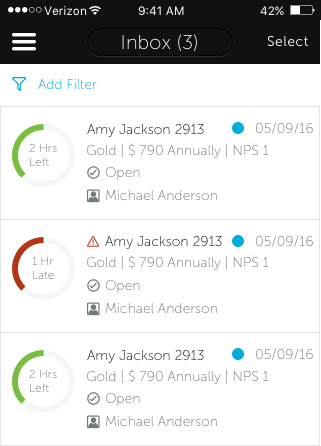 Verizon 9:41 AM 42%
Inbox (3) Select
Add Filter
2 Hrs Left
Amy Jackson 2913 05/09/16
Gold | $ 790 Annually | NPS 1
Open
Michael Anderson
1 Hr Late
Amy Jackson 2913 05/09/16
Gold | $ 790 Annually | NPS 1
Open
Michael Anderson
2 Hrs Left
Amy Jackson 2913 05/09/16
Gold | $ 790 Annually | NPS 1
Open
Michael Anderson